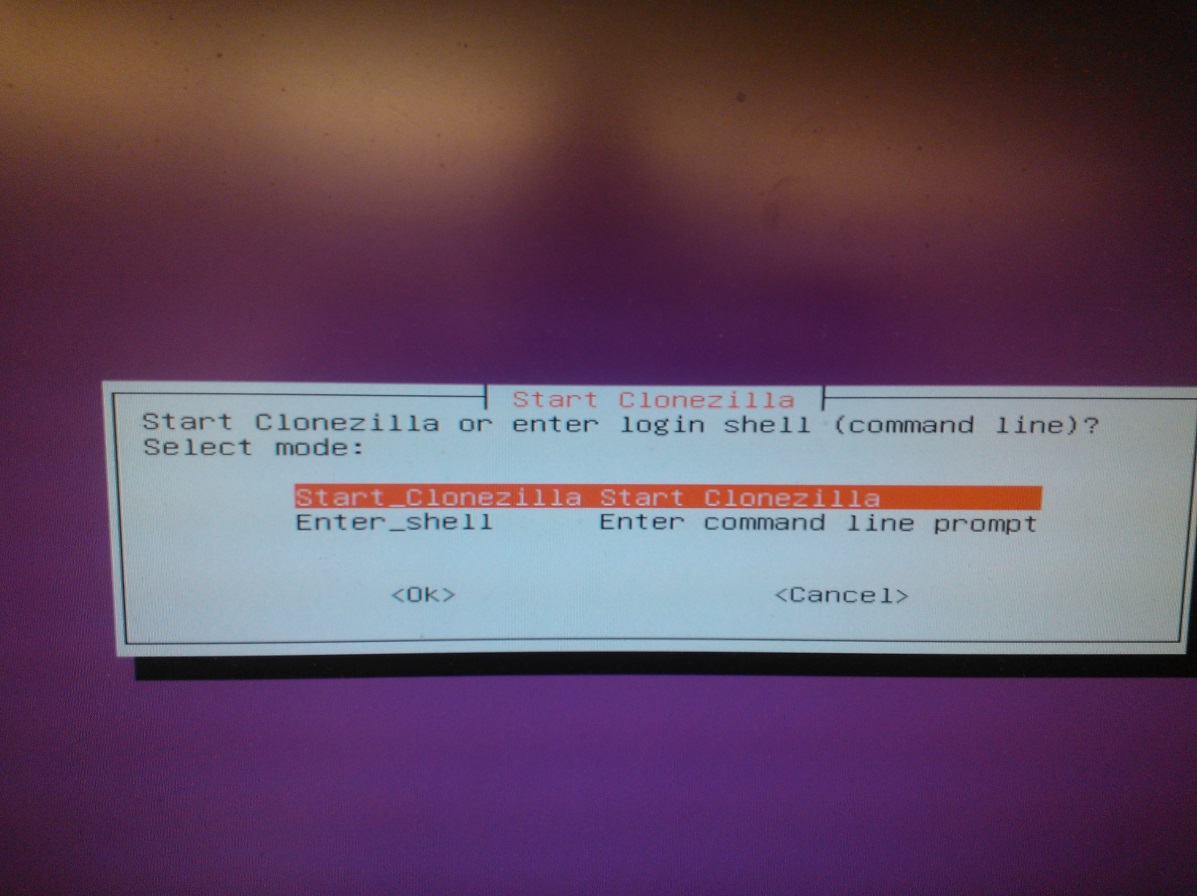 Start Clonezilla
Start Clonezilla or enter login shell (command line)?
Select mode:
Start_Clonezilla Start Clonezilla
Enter_shell Enter command line prompt
<Ok> <Cancel>